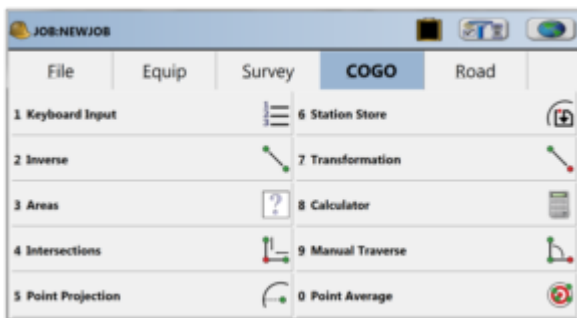 JOB:NEWJOB
File Equip Survey COGO Road
1 Keyboard Input
6 Station Store
2 Inverse
7 Transformation
3 Areas
8 Calculator
4 Intersections
9 Manual Traverse
5 Point Projection
0 Point Average